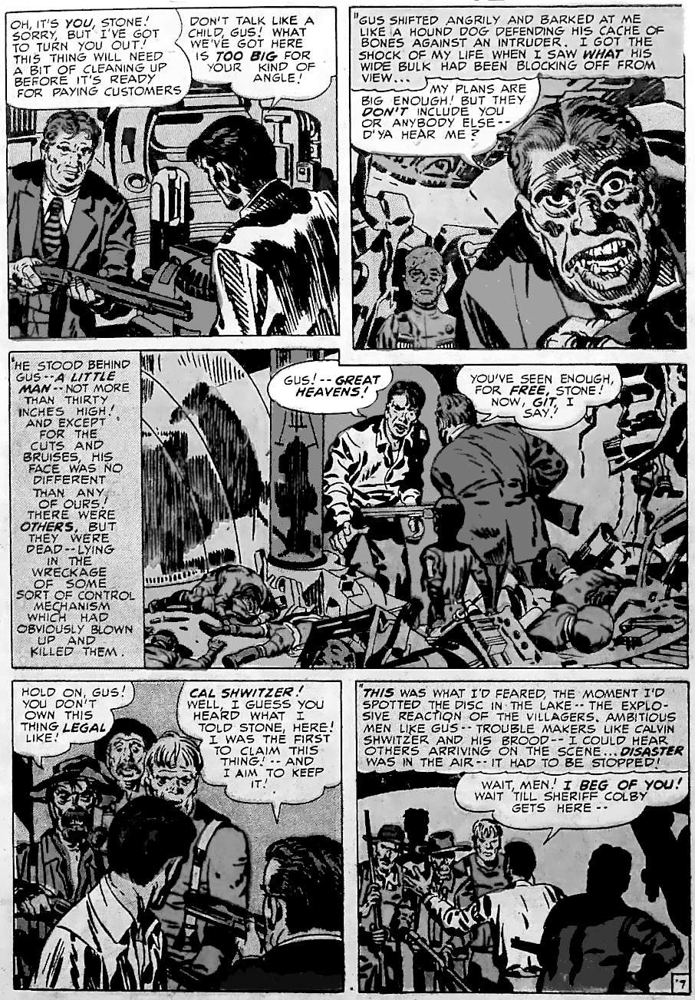 OH, IT'S YOU, STONE!
SORRY, BUT I'VE GOT
TO TURN YOU OUT!
THIS THING WILL NEED
A BIT OF CLEANING UP
BEFORE IT'S READY
FOR PAYING CUSTOMERS
DON'T TALK LIKE A
CHILD, GUS! WHAT
WE'VE GOT HERE
IS TOO BIG FOR
YOUR KIND OF
ANGLE!
"GUS SHIFTED ANGRILY AND BARKED AT ME
LIKE A HOUND DOG DEFENDING HIS CACHE OF
BONES AGAINST AN INTRUDER. I GOT THE
SHOCK OF MY LIFE WHEN I SAW WHAT HIS
WIDE BULK HAD BEEN BLOCKING OFF FROM
VIEW...
MY PLANS ARE
BIG ENOUGH! BUT THEY
DON'T INCLUDE YOU
OR ANYBODY ELSE--
D'YA HEAR ME?
"HE STOOD BEHIND
GUS--A LITTLE
MAN--NOT MORE
THAN THIRTY
INCHES HIGH!
AND EXCEPT
FOR THE
CUTS AND
BRUISES, HIS
FACE WAS NO
DIFFERENT
THAN ANY
OF OURS!
THERE WERE
OTHERS, BUT
THEY WERE
DEAD--LYING
IN THE
WRECKAGE
OF SOME
SORT OF CONTROL
MECHANISM
WHICH HAD
OBVIOUSLY BLOWN
UP AND
KILLED THEM.
GUS!--GREAT
HEAVENS!
YOU'VE SEEN ENOUGH,
FOR FREE, STONE!
NOW, GIT, I
SAY!
HOLD ON, GUS!
YOU DON'T
OWN THIS
THING LEGAL
LIKE!
CAL SHWITZER!
WELL, I GUESS YOU
HEARD WHAT I
TOLD STONE, HERE!
I WAS THE FIRST
TO CLAIM THIS
THING!--AND
I AIM TO KEEP
IT!
"THIS WAS WHAT I'D FEARED, THE MOMENT I'D
SPOTTED THE DISC IN THE LAKE--THE EXPLO-
SIVE REACTION OF THE VILLAGERS. AMBITIOUS
MEN LIKE GUS--TROUBLE MAKERS LIKE CALVIN
SHWITZER AND HIS BROOD--I COULD HEAR
OTHERS ARRIVING ON THE SCENE...DISASTER
WAS IN THE AIR--IT HAD TO BE STOPPED!
WAIT, MEN! I BEG OF YOU!
WAIT TILL SHERIFF COLBY
GETS HERE--
7